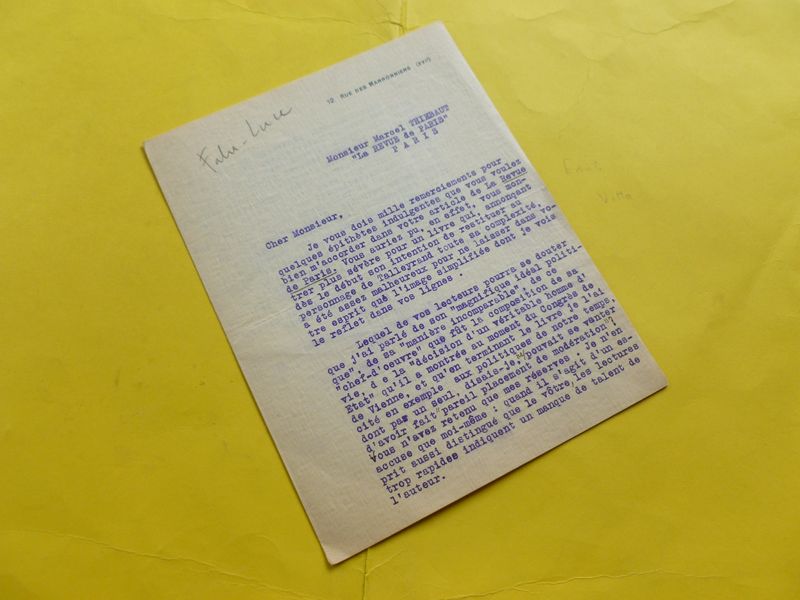 12, RUE DES MARRONNIERS (XVIe)
Fabre-Luce
Monsieur Marcel THIEBAUT
"La REVUE de PARIS"
P A R I S
Cher Monsieur,
Je vous dois mille remerciements pour
quelques épithètes indulgentes que vous voulez
bien m'accorder dans votre article de La Revue
de Paris. Vous auriez pu, en effet, vous mon-
trer plus sévère pour un livre qui, annonçant
dès le début son intention de restituer au
personnage de Talleyrand toute sa complexité,
a été assez malheureux pour ne laisser dans vo-
tre esprit que l'image simplifiée dont je vois
le reflet dans vos lignes :
Lequel de vos lecteurs pourra se douter
que j'ai parlé de son "magnifique idéal politi-
que", de sa "manière incomparable", de ce
"chef-d'oeuvre" que fût la composition de sa
vie, d e la "décision d'un véritable homme d'
Etat" qu'il a montrée au moment du Congrès de
de Vienne, et qu'en terminant le livre je l'ai
cité en exemple aux politiques de notre temps,
dont pas un seul, disais-je, "pouvait se vanter
d'avoir fait pareil placement de modération"?
Vous n'avez retenu que mes réserves : Je n'en
accuse que moi-même : quand il s'agit d'un es-
prit aussi distingué que le vôtre, les lectures
trop rapides indiquent un manque de talent de
l'auteur.